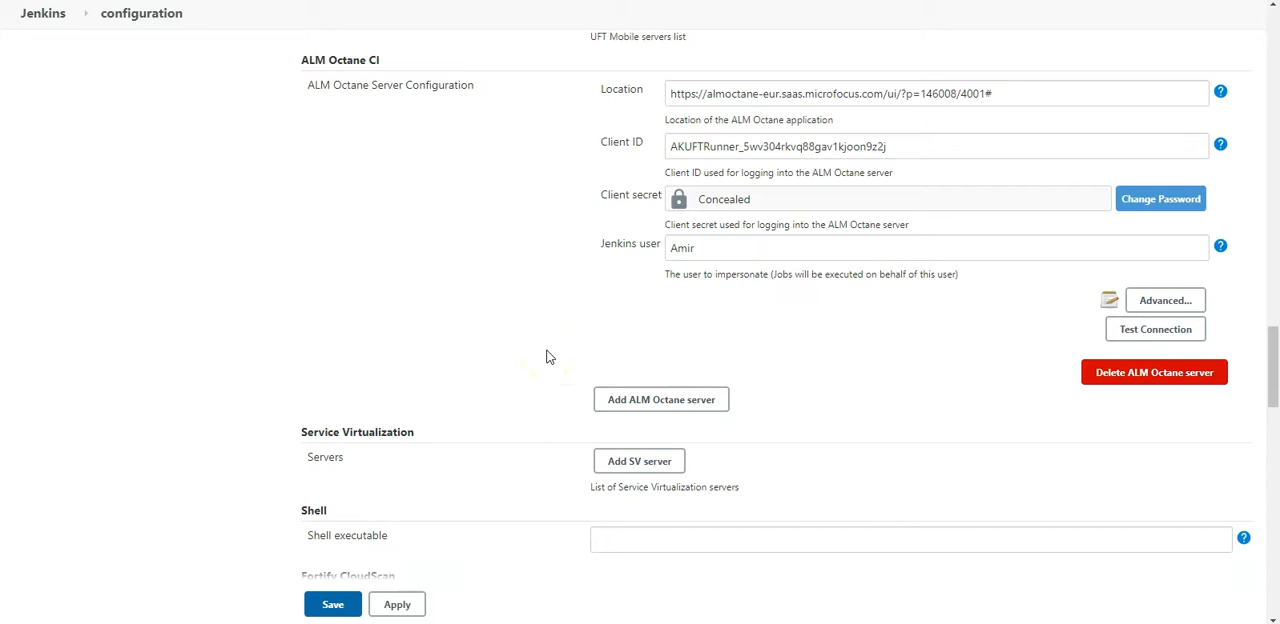 Jenkins configuration
UFT Mobile servers list
ALM Octane CI
ALM Octane Server Configuration
Location
https://almoctane-eur.saas.microfocus.com/ui/?p=146008/4001#
Location of the ALM Octane application
Client ID
AKUFTRunner_5wv304rkvq88gav1kjoon9z2j
Client ID used for logging into the ALM Octane server
Client secret
Concealed
Change Password
Client secret used for logging into the ALM Octane server
Jenkins user
Amir
The user to impersonate (Jobs will be executed on behalf of this user)
Advanced...
Test Connection
Delete ALM Octane server
Add ALM Octane server
Service Virtualization
Servers
Add SV server
List of Service Virtualization servers
Shell
Shell executable
Fortify CloudScan
Save
Apply